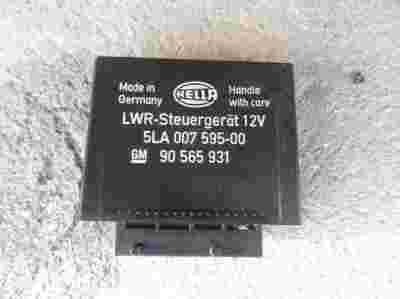 Made in Germany
HELLA
Handle with care
LWR-Steuergerät 12V
5LA 007 595-00
GM 90 565 931